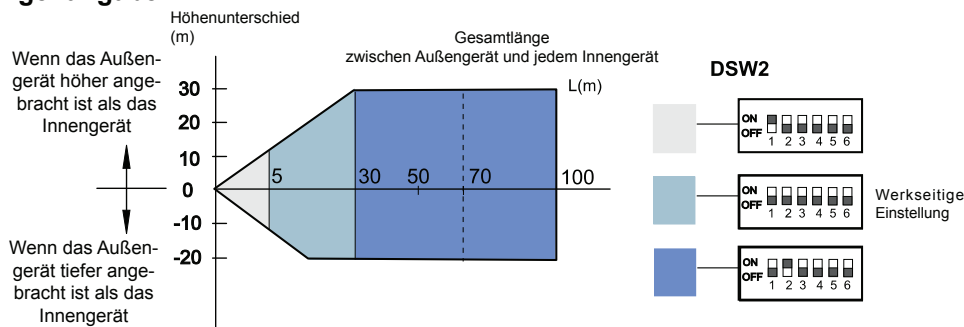 Höhenunterschied
(m)
Gesamtlänge
zwischen Außengerät und jedem Innengerät
L(m)
Wenn das Außen-
gerät höher ange-
bracht ist als das
Innengerät
Wenn das Außen-
gerät tiefer ange-
bracht ist als das
Innengerät
30
20
10
0
-10
-20
5 30 50 70 100
DSW2
ON
OFF
1 2 3 4 5 6
ON
OFF
1 2 3 4 5 6
Werkseitige
Einstellung
ON
OFF
1 2 3 4 5 6